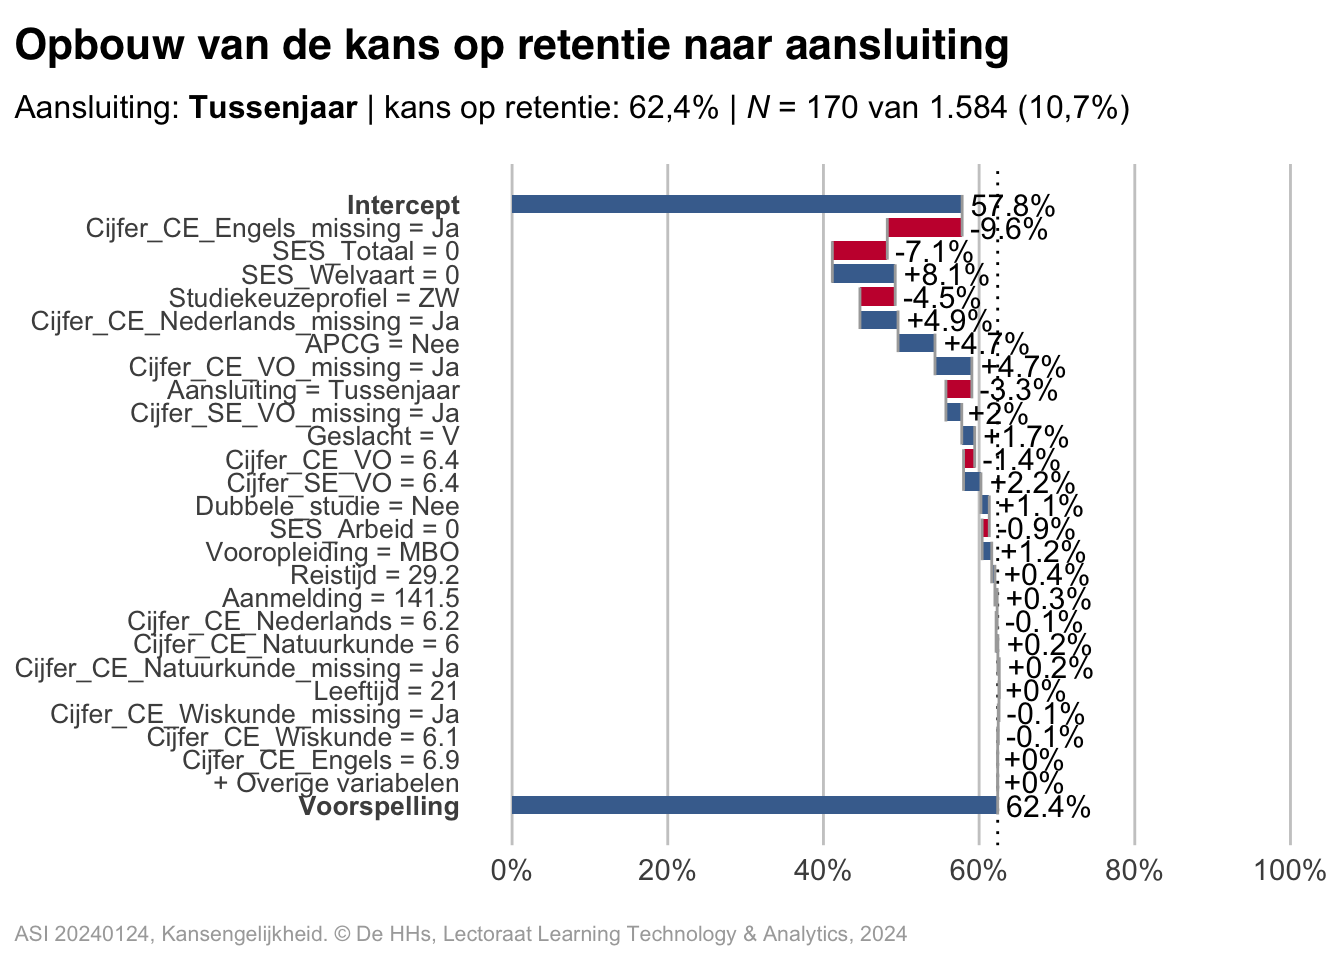 Opbouw van de kans op retentie naar aansluiting
Aansluiting: Tussenjaar | kans op retentie: 62,4% | N = 170 van 1.584 (10,7%)
Intercept 57.8%
Cijfer_CE_Engels_missing = Ja -9.6%
SES_Totaal = 0 -7.1%
SES_Welvaart = 0 +8.1%
Studiekeuzeprofiel = ZW -4.5%
Cijfer_CE_Nederlands_missing = Ja +4.9%
APCG = Nee +4.7%
Cijfer_CE_VO_missing = Ja +4.7%
Aansluiting = Tussenjaar -3.3%
Cijfer_SE_VO_missing = Ja +2%
Geslacht = V +1.7%
Cijfer_CE_VO = 6.4 -1.4%
Cijfer_SE_VO = 6.4 +2.2%
Dubbele_studie = Nee +1.1%
SES_Arbeid = 0 -0.9%
Vooropleiding = MBO +1.2%
Reistijd = 29.2 +0.4%
Aanmelding = 141.5 +0.3%
Cijfer_CE_Nederlands = 6.2 -0.1%
Cijfer_CE_Natuurkunde = 6 +0.2%
Cijfer_CE_Natuurkunde_missing = Ja +0.2%
Leeftijd = 21 +0%
Cijfer_CE_Wiskunde_missing = Ja -0.1%
Cijfer_CE_Wiskunde = 6.1 -0.1%
Cijfer_CE_Engels = 6.9 +0%
+ Overige variabelen +0%
Voorspelling 62.4%
0% 20% 40% 60% 80% 100%
ASI 20240124, Kansengelijkheid. © De HHs, Lectoraat Learning Technology & Analytics, 2024